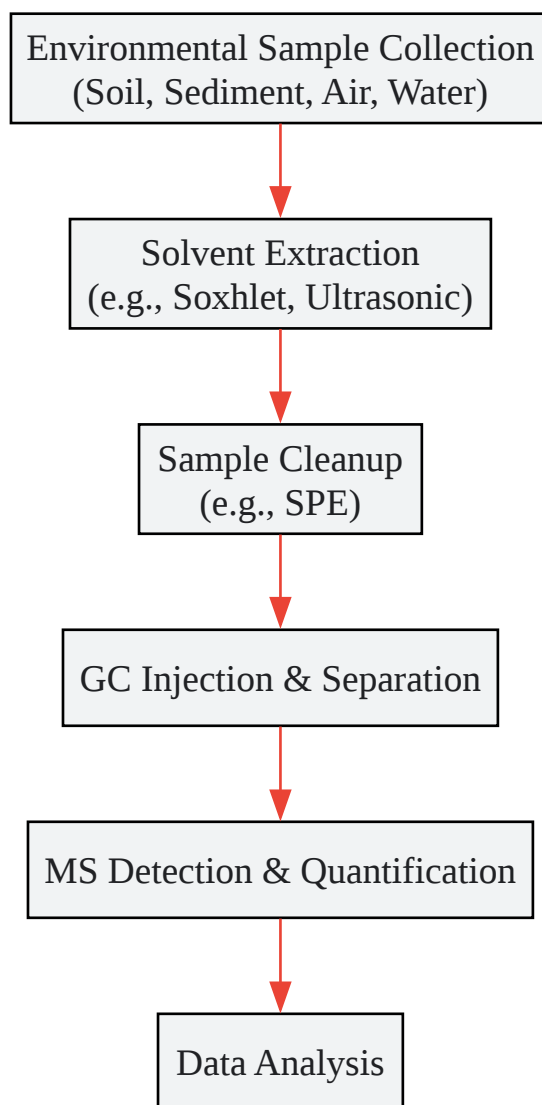 Environmental Sample Collection
(Soil, Sediment, Air, Water)
Solvent Extraction
(e.g., Soxhlet, Ultrasonic)
Sample Cleanup
(e.g., SPE)
GC Injection & Separation
MS Detection & Quantification
Data Analysis